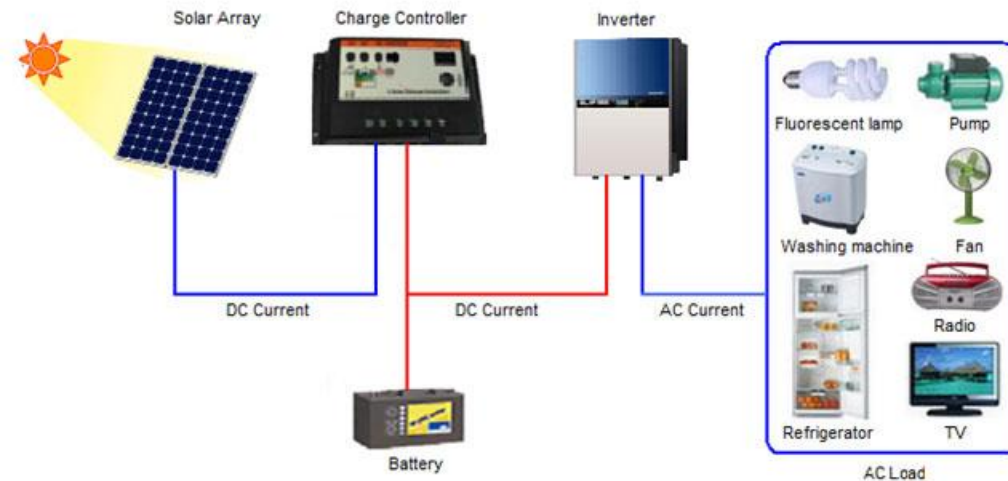 Solar Array
Charge Controller
Inverter
Fluorescent lamp
Pump
Washing machine
Fan
DC Current
DC Current
AC Current
Radio
Refrigerator
TV
Battery
AC Load